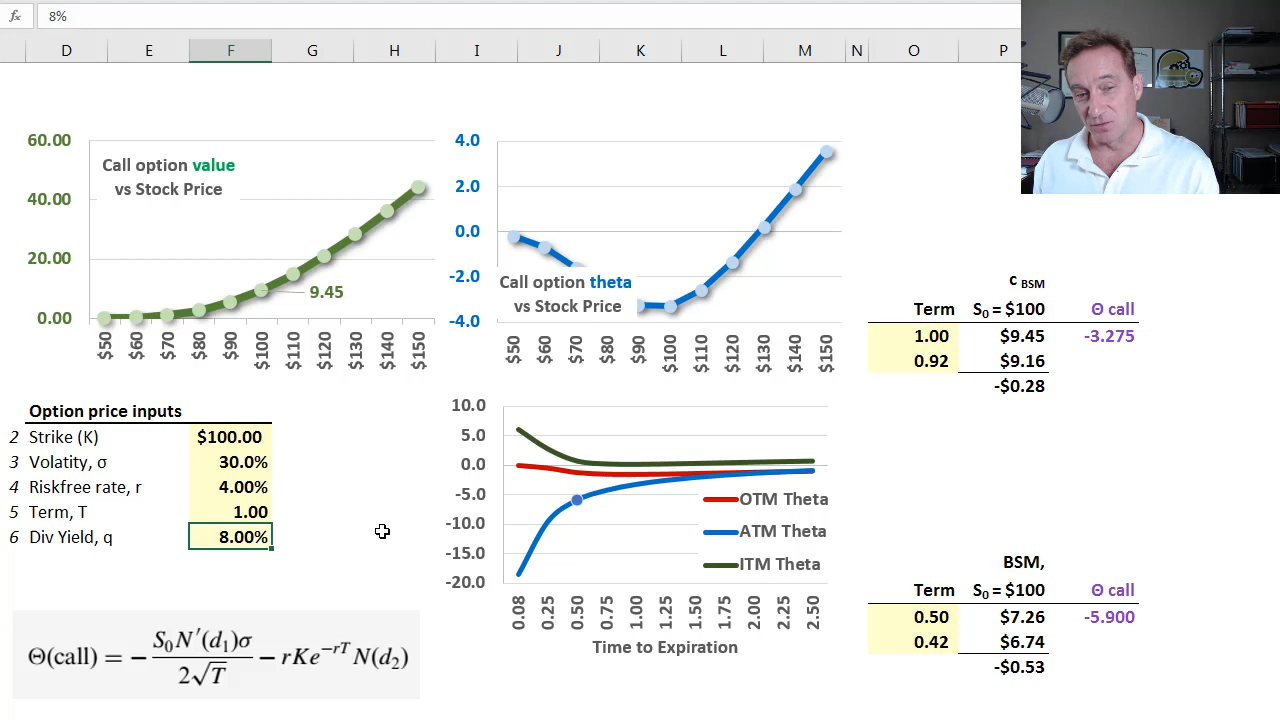 fx 8%
D E F G H I J K L M N O P
60.00
40.00
20.00
0.00
Call option value
vs Stock Price
9.45
$50 $60 $70 $80 $90 $100 $110 $120 $130 $140 $150
4.0
2.0
0.0
-2.0
-4.0
Call option theta
vs Stock Price
$50 $60 $70 $80 $90 $100 $110 $120 $130 $140 $150
c BSM
Term S0 = $100 Θ call
1.00 $9.45 -3.275
0.92 $9.16
-$0.28
Option price inputs
2 Strike (K) $100.00
3 Volatity, σ 30.0%
4 Riskfree rate, r 4.00%
5 Term, T 1.00
6 Div Yield, q 8.00%
10.0
5.0
0.0
-5.0
-10.0
-15.0
-20.0
OTM Theta
ATM Theta
ITM Theta
0.08 0.25 0.50 0.75 1.00 1.25 1.50 1.75 2.00 2.25 2.50
Time to Expiration
BSM,
Term S0 = $100 Θ call
0.50 $7.26 -5.900
0.42 $6.74
-$0.53
Θ(call) = − S₀N′(d₁)σ / 2√T − rKe^−rT N(d₂)